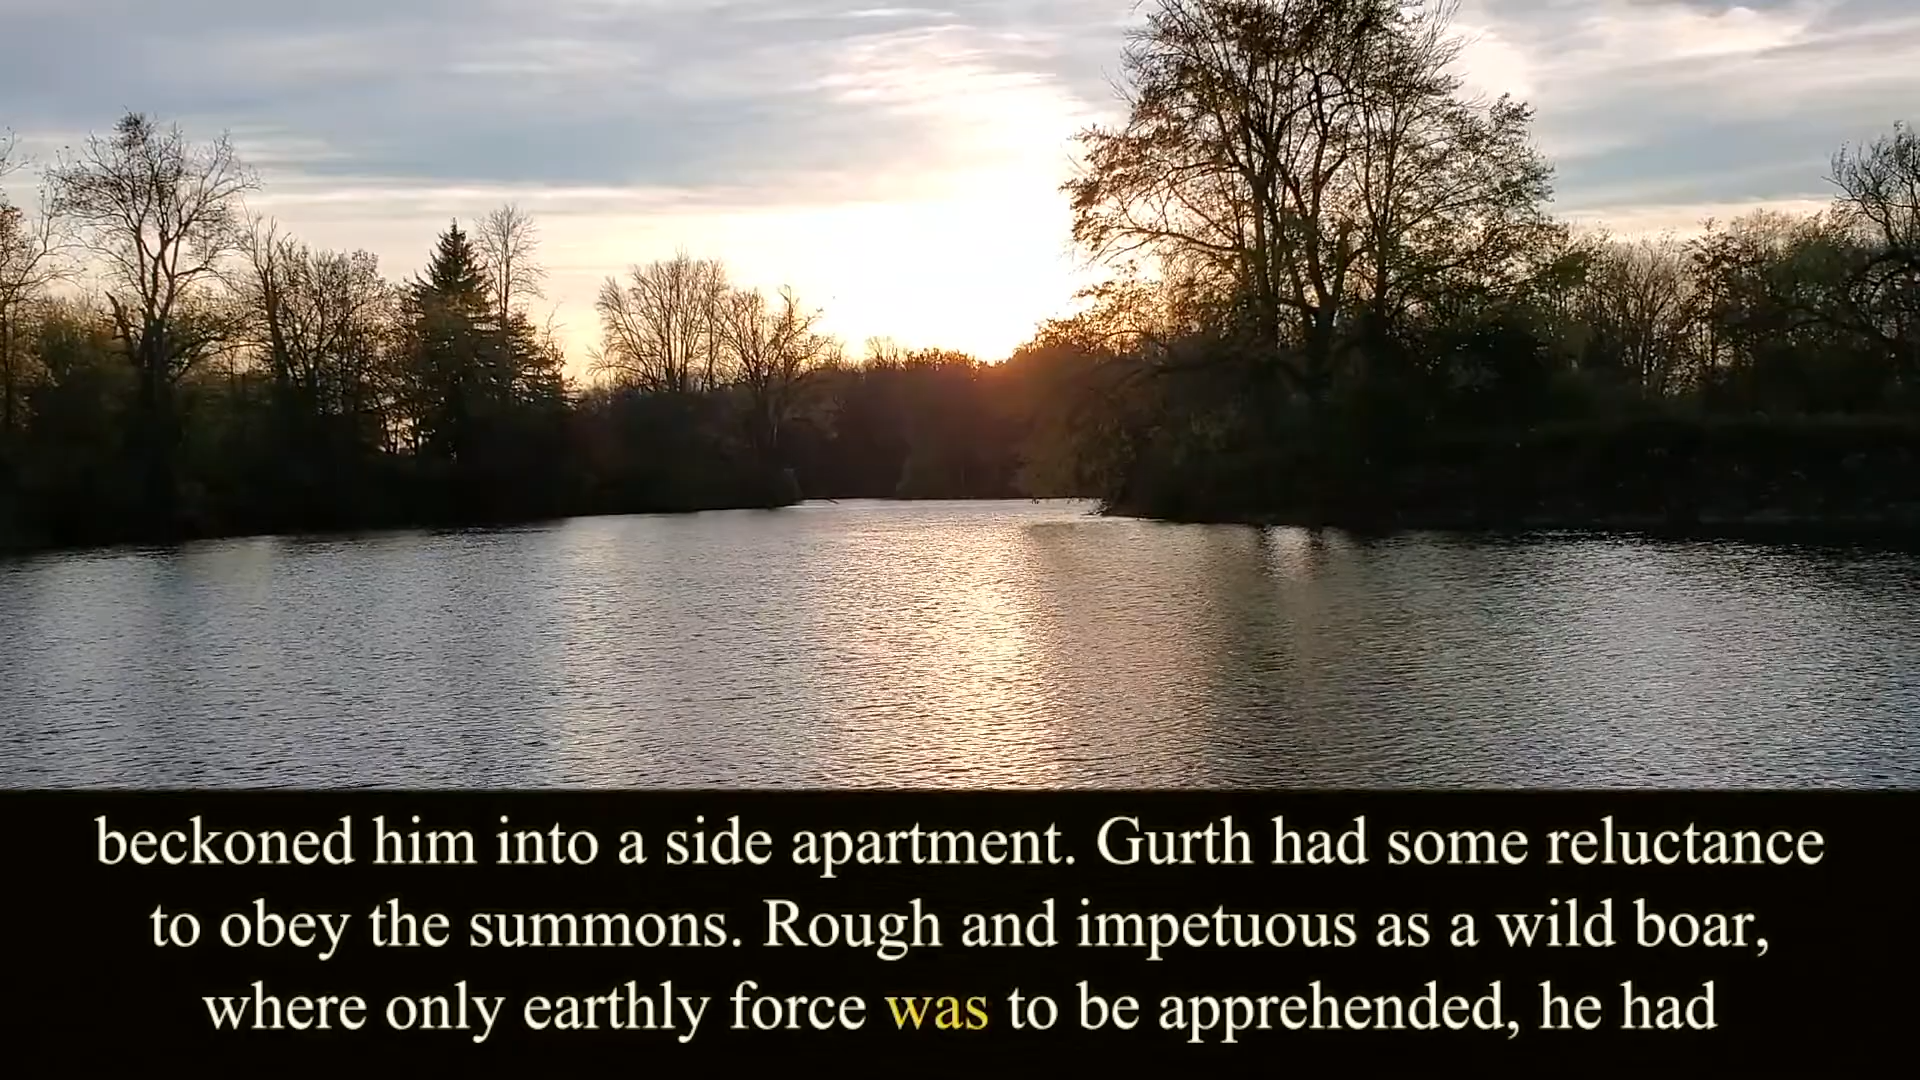 beckoned him into a side apartment. Gurth had some reluctance
to obey the summons. Rough and impetuous as a wild boar,
where only earthly force was to be apprehended, he had